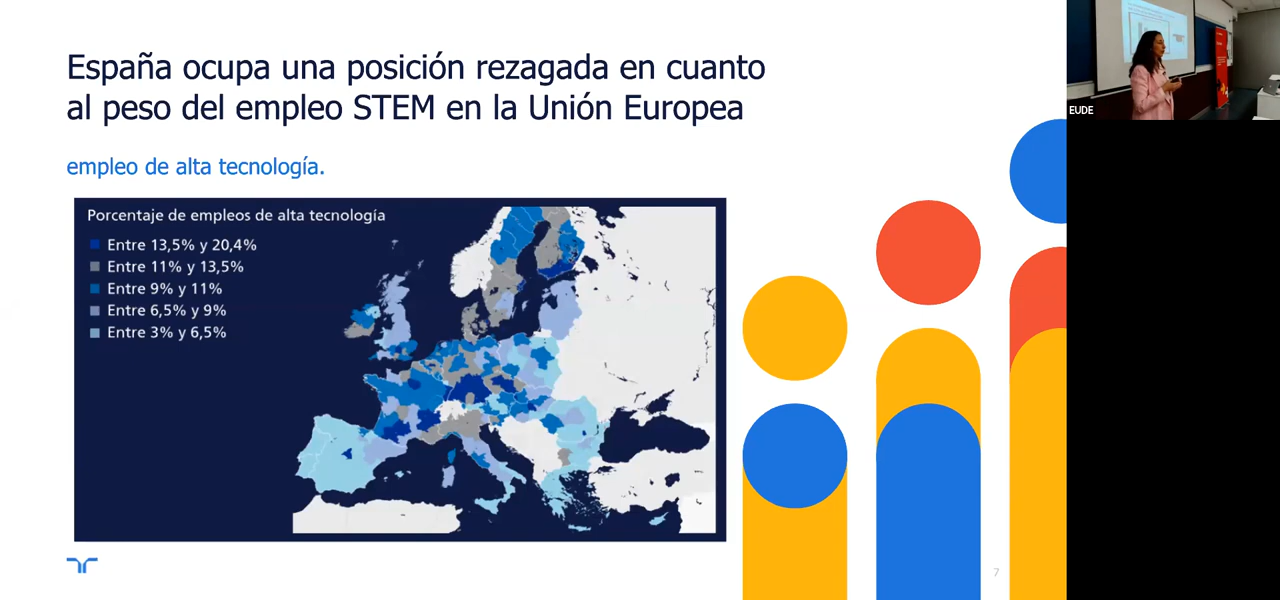 España ocupa una posición rezagada en cuanto
al peso del empleo STEM en la Unión Europea
empleo de alta tecnología.
Porcentaje de empleos de alta tecnología
Entre 13,5% y 20,4%
Entre 11% y 13,5%
Entre 9% y 11%
Entre 6,5% y 9%
Entre 3% y 6,5%
7
EUDE